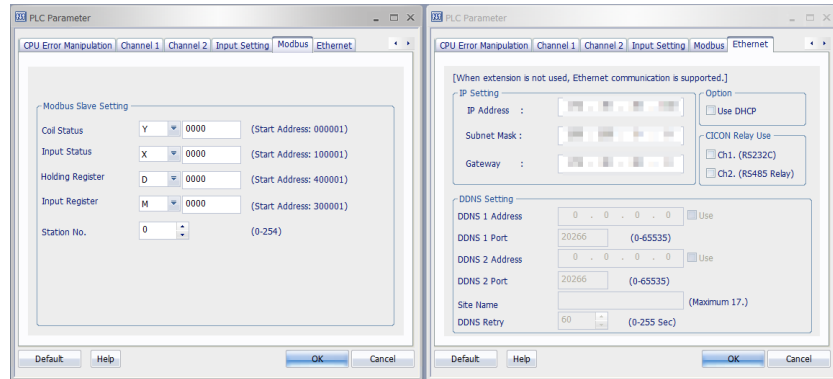 PLC Parameter
CPU Error Manipulation Channel 1 Channel 2 Input Setting Modbus Ethernet
Modbus Slave Setting
Coil Status Y 0000 (Start Address: 000001)
Input Status X 0000 (Start Address: 100001)
Holding Register D 0000 (Start Address: 400001)
Input Register M 0000 (Start Address: 300001)
Station No. 0 (0-254)
Default Help OK Cancel
PLC Parameter
CPU Error Manipulation Channel 1 Channel 2 Input Setting Modbus Ethernet
[When extension is not used, Ethernet communication is supported.]
IP Setting
IP Address :
Subnet Mask :
Gateway :
Option
Use DHCP
CICON Relay Use
Ch1. (RS232C)
Ch2. (RS485 Relay)
DDNS Setting
DDNS 1 Address 0 . 0 . 0 . 0 Use
DDNS 1 Port 20266 (0-65535)
DDNS 2 Address 0 . 0 . 0 . 0 Use
DDNS 2 Port 20266 (0-65535)
Site Name (Maximum 17.)
DDNS Retry 60 (0-255 Sec)
Default Help OK Cancel